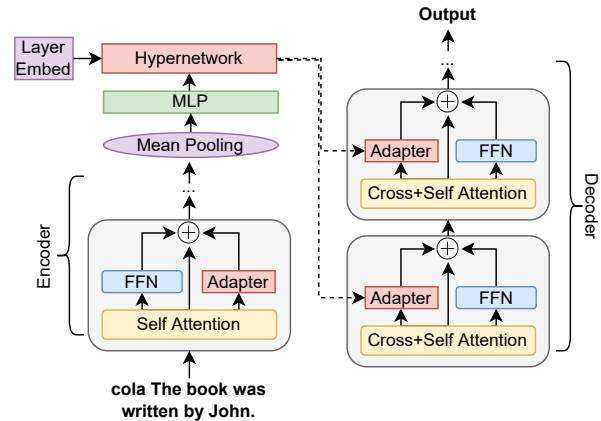 Output
...
Layer
Embed
Hypernetwork
MLP
Mean Pooling
...
Encoder
FFN
Adapter
Self Attention
cola The book was
written by John.
Adapter
FFN
Cross+Self Attention
Adapter
FFN
Cross+Self Attention
Decoder